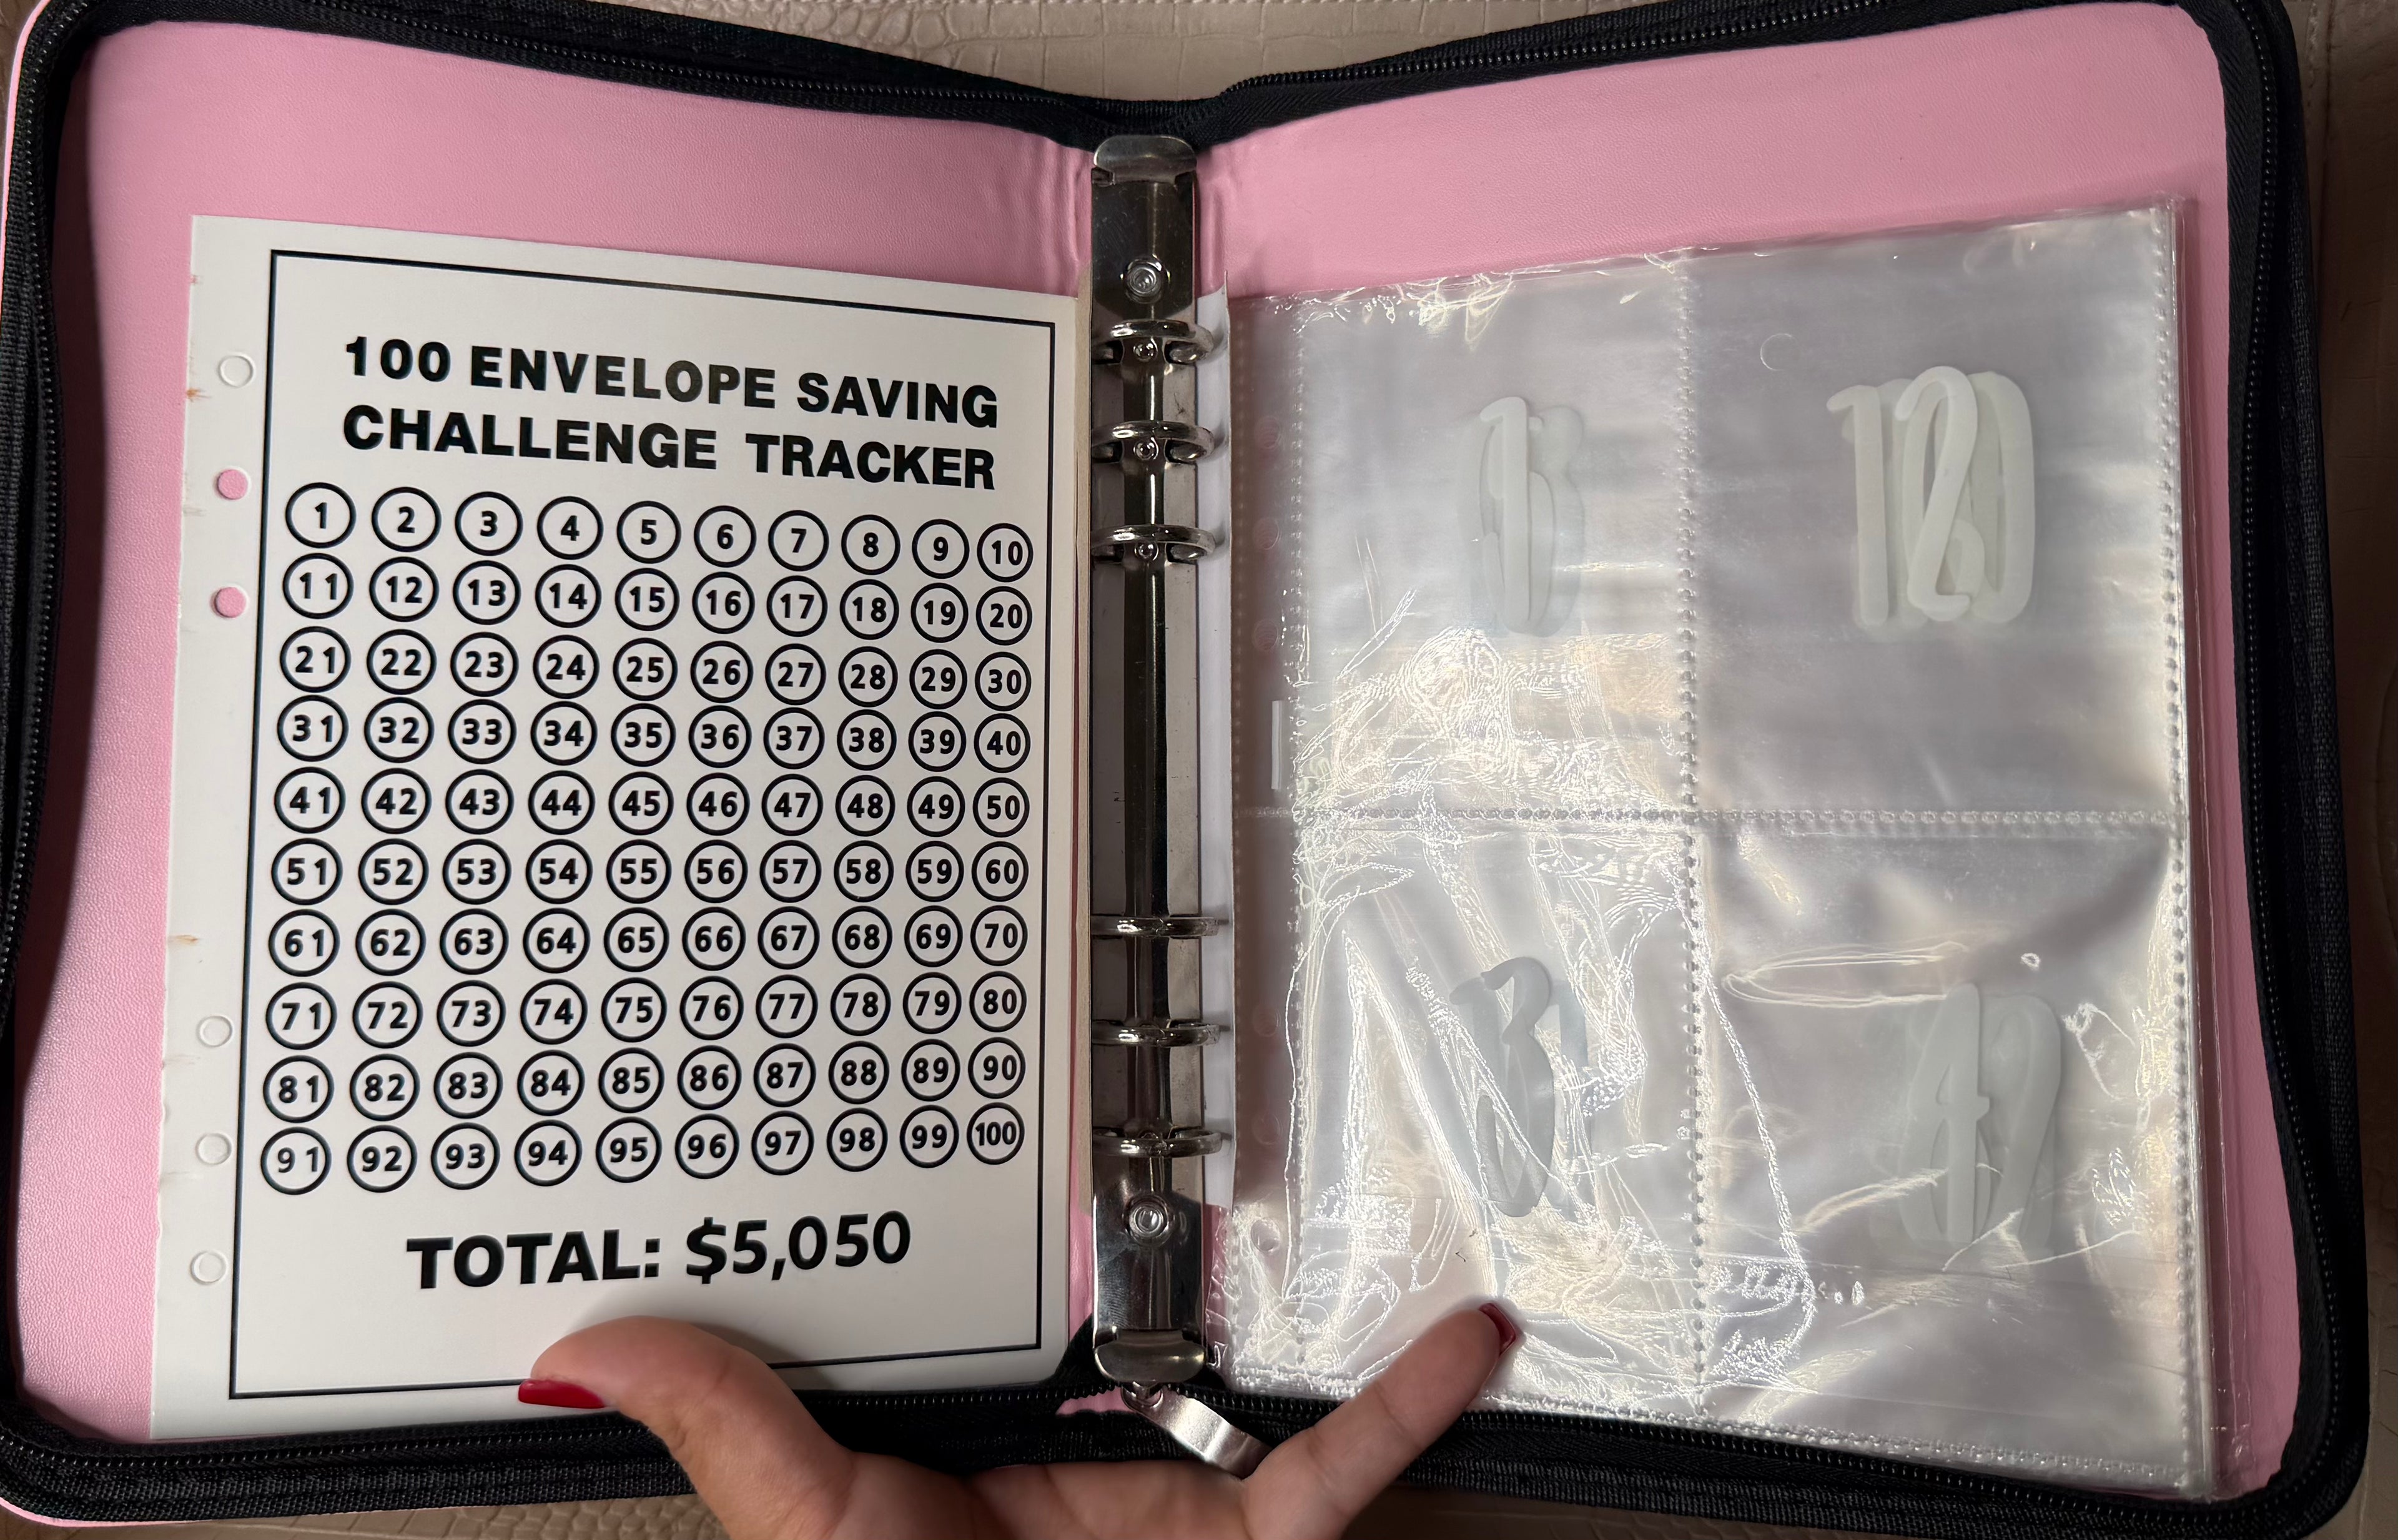 100 ENVELOPE SAVING
CHALLENGE TRACKER
1 2 3 4 5 6 7 8 9 10
11 12 13 14 15 16 17 18 19 20
21 22 23 24 25 26 27 28 29 30
31 32 33 34 35 36 37 38 39 40
41 42 43 44 45 46 47 48 49 50
51 52 53 54 55 56 57 58 59 60
61 62 63 64 65 66 67 68 69 70
71 72 73 74 75 76 77 78 79 80
81 82 83 84 85 86 87 88 89 90
91 92 93 94 95 96 97 98 99 100
TOTAL: $5,050
1
2
3
4